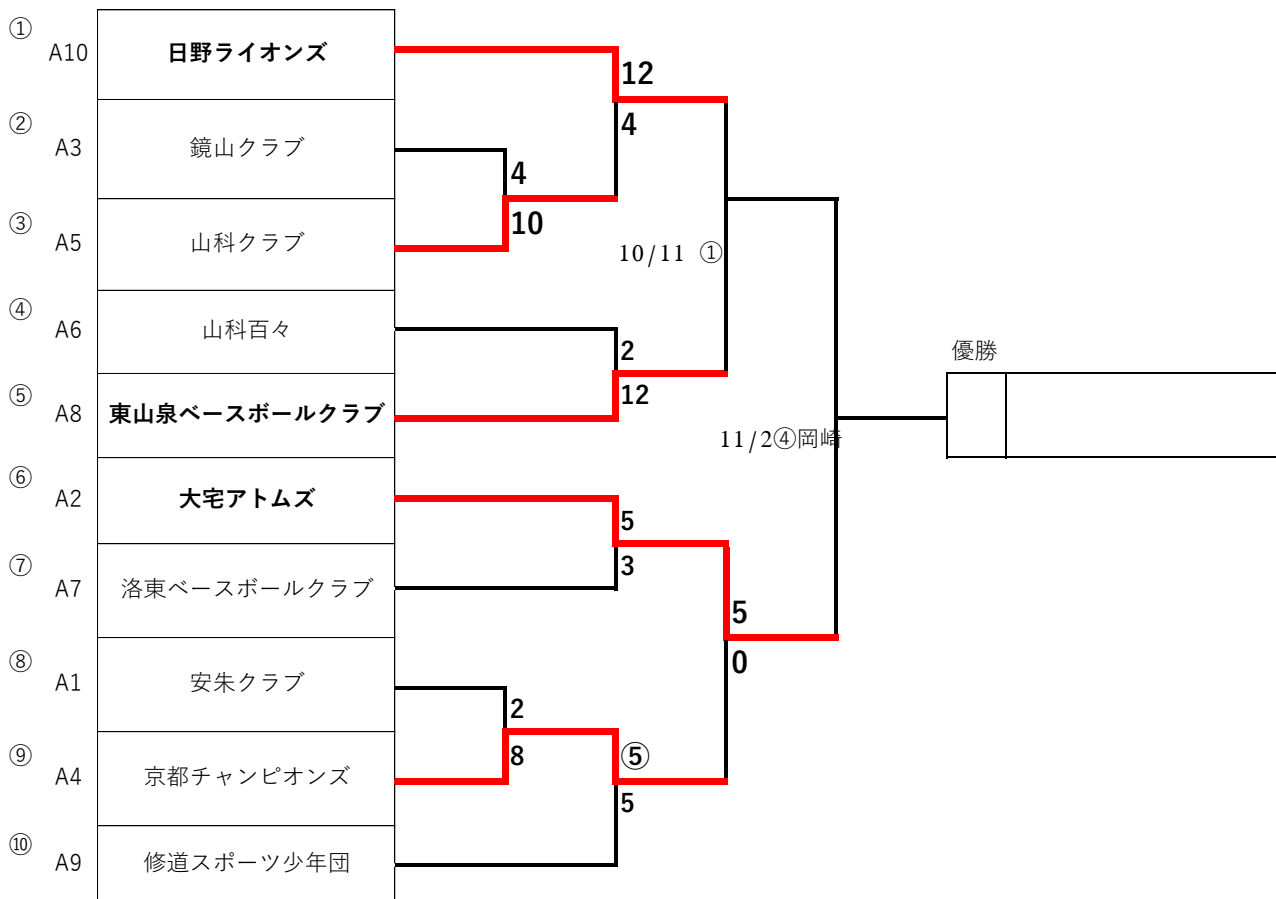 ① A10 日野ライオンズ
12
② A3 鏡山クラブ
4
4
③ A5 山科クラブ
10
10/11 ①
④ A6 山科百々
2
優勝
⑤ A8 東山泉ベースボールクラブ
12
11/2④岡崎
⑥ A2 大宅アトムズ
5
⑦ A7 洛東ベースボールクラブ
3
5
0
⑧ A1 安朱クラブ
2
⑨ A4 京都チャンピオンズ
8
⑤
5
⑩ A9 修道スポーツ少年団